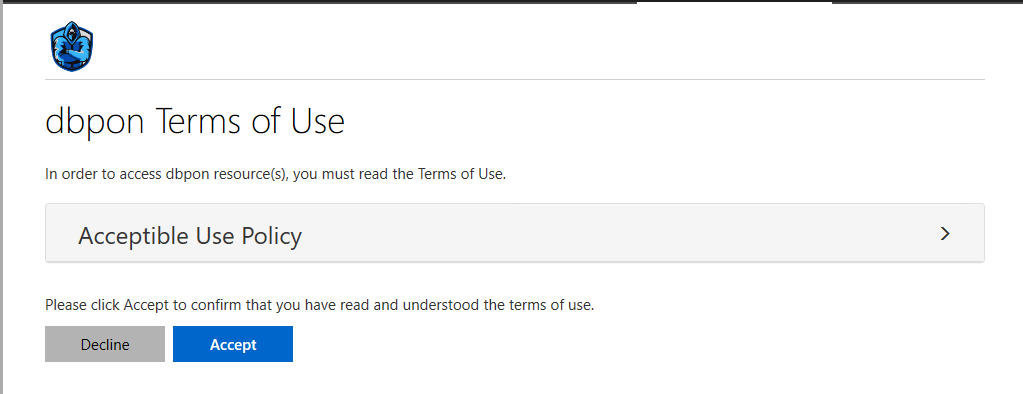 dbpon Terms of Use
In order to access dbpon resource(s), you must read the Terms of Use.
Acceptible Use Policy
Please click Accept to confirm that you have read and understood the terms of use.
Decline
Accept